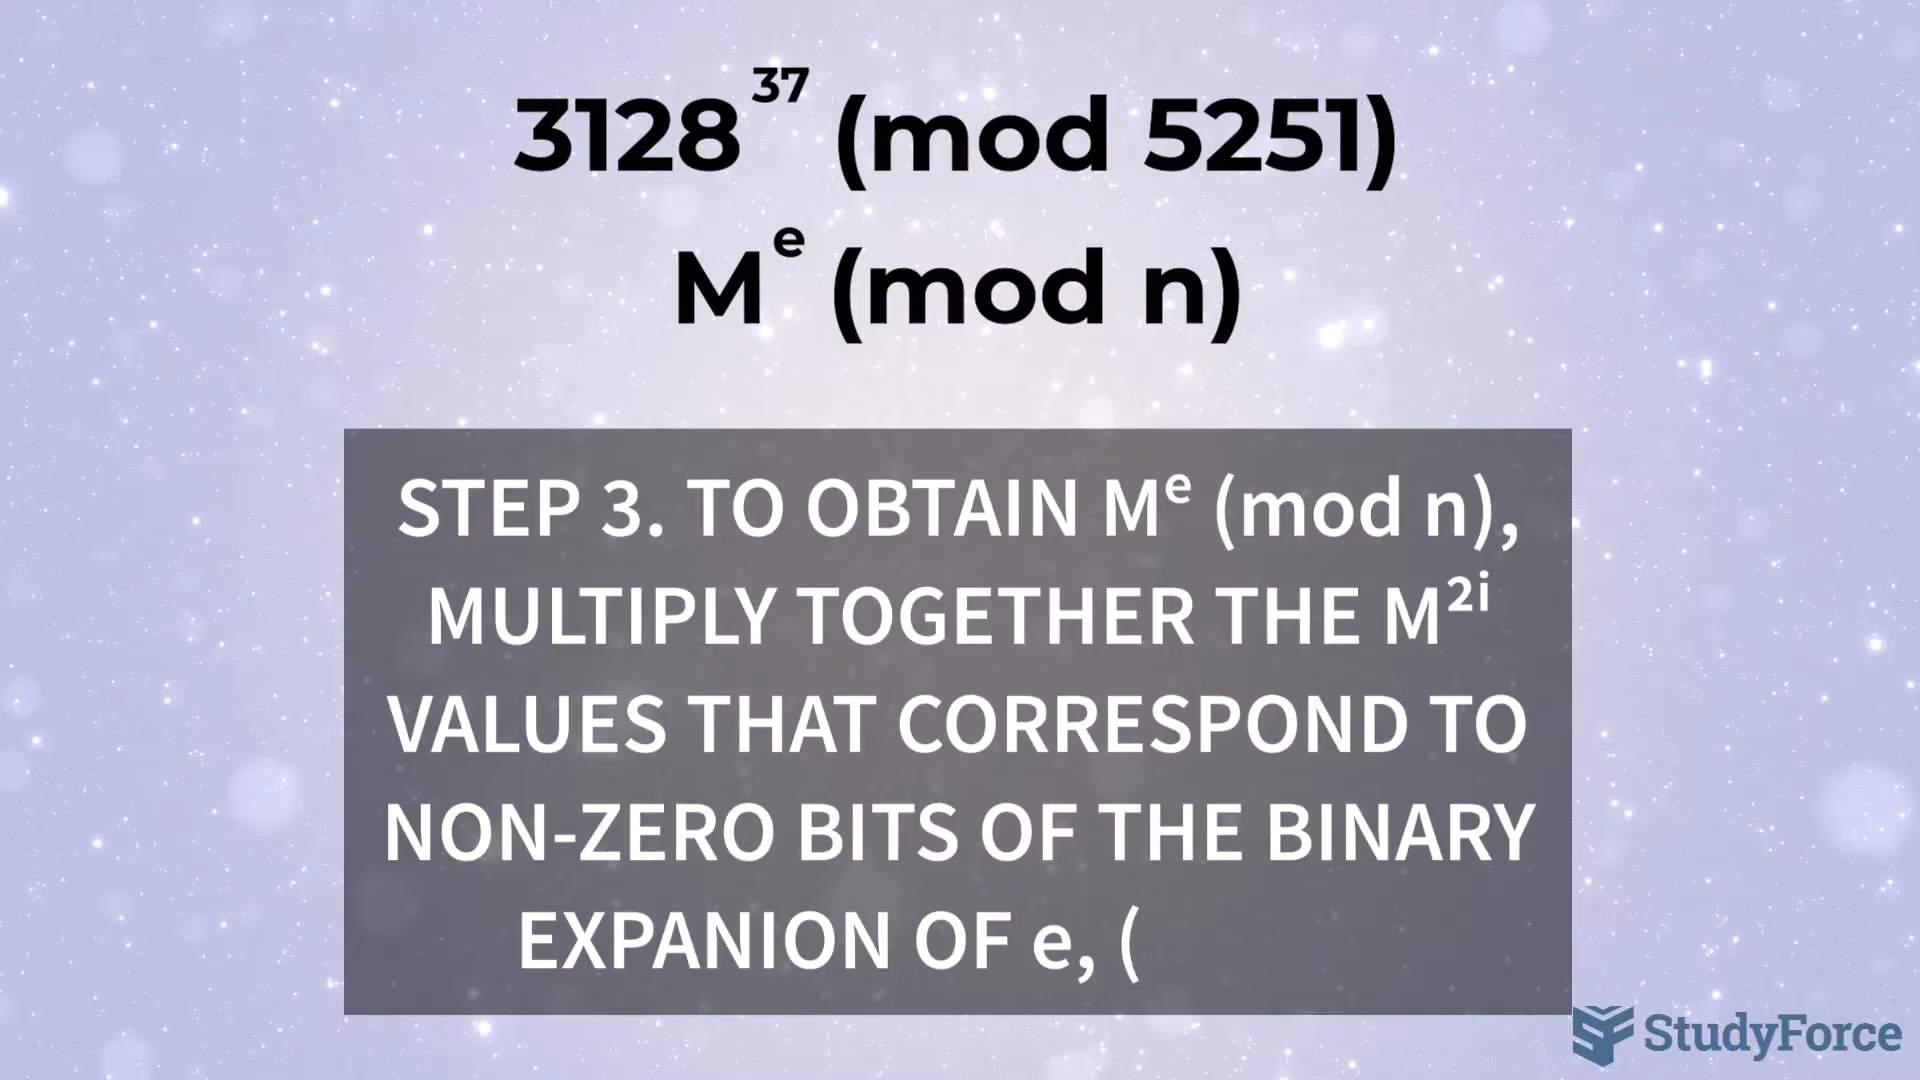 3128³⁷ (mod 5251)
Mᵉ (mod n)
STEP 3. TO OBTAIN Mᵉ (mod n),
MULTIPLY TOGETHER THE M²ⁱ
VALUES THAT CORRESPOND TO
NON-ZERO BITS OF THE BINARY
EXPANION OF e, (
StudyForce